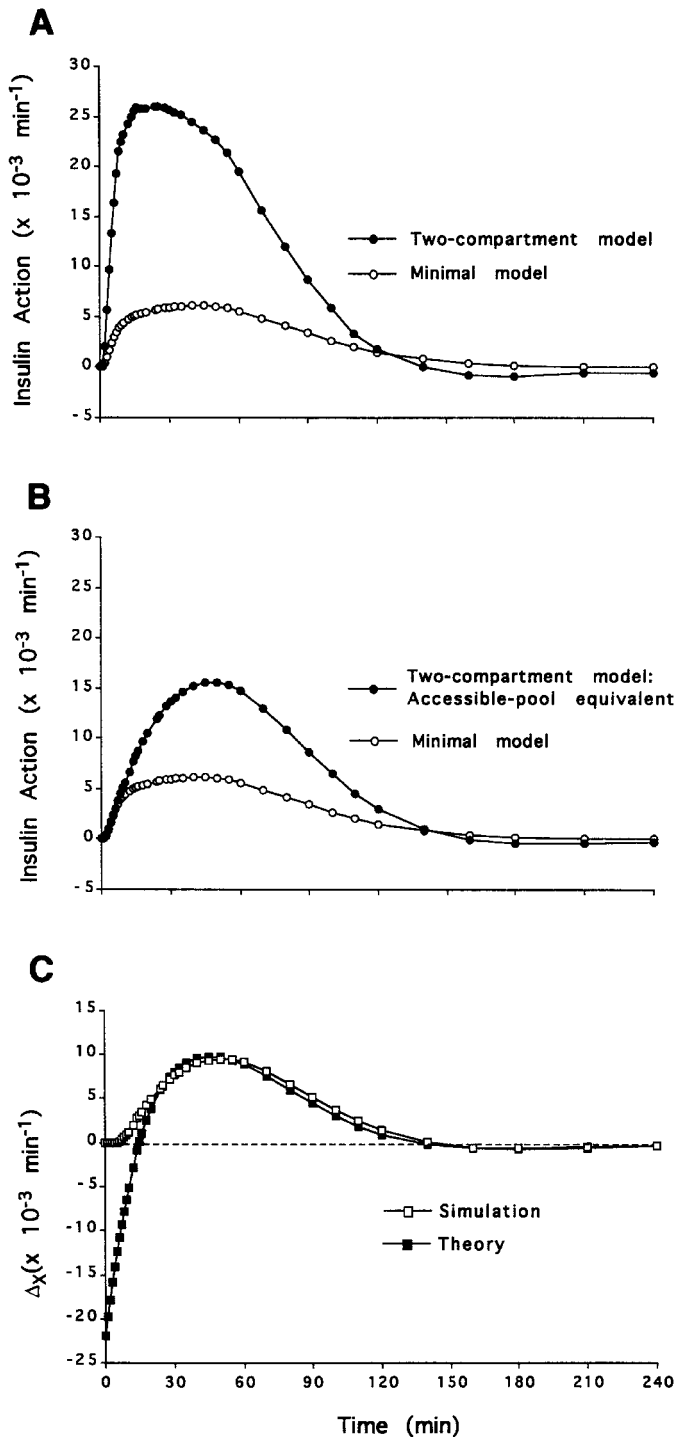 A
30
25
20
15
10
5
0
-5
Insulin Action (x 10-3 min-1)
Two-compartment model
Minimal model
B
30
25
20
15
10
5
0
-5
Insulin Action (x 10-3 min-1)
Two-compartment model:
Accessible-pool equivalent
Minimal model
C
15
10
5
0
-5
-10
-15
-20
-25
ΔX(x 10-3 min-1)
Simulation
Theory
0 30 60 90 120 150 180 210 240
Time (min)